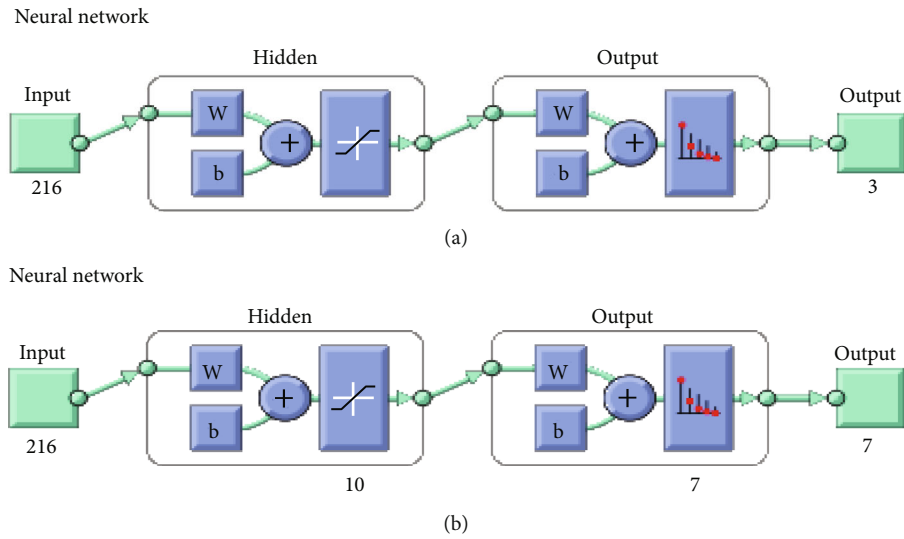 Neural network
Hidden
Output
Input
Output
W
b
+
W
b
+
216
3
(a)
Neural network
Hidden
Output
Input
Output
W
b
+
W
b
+
216
7
10
7
(b)